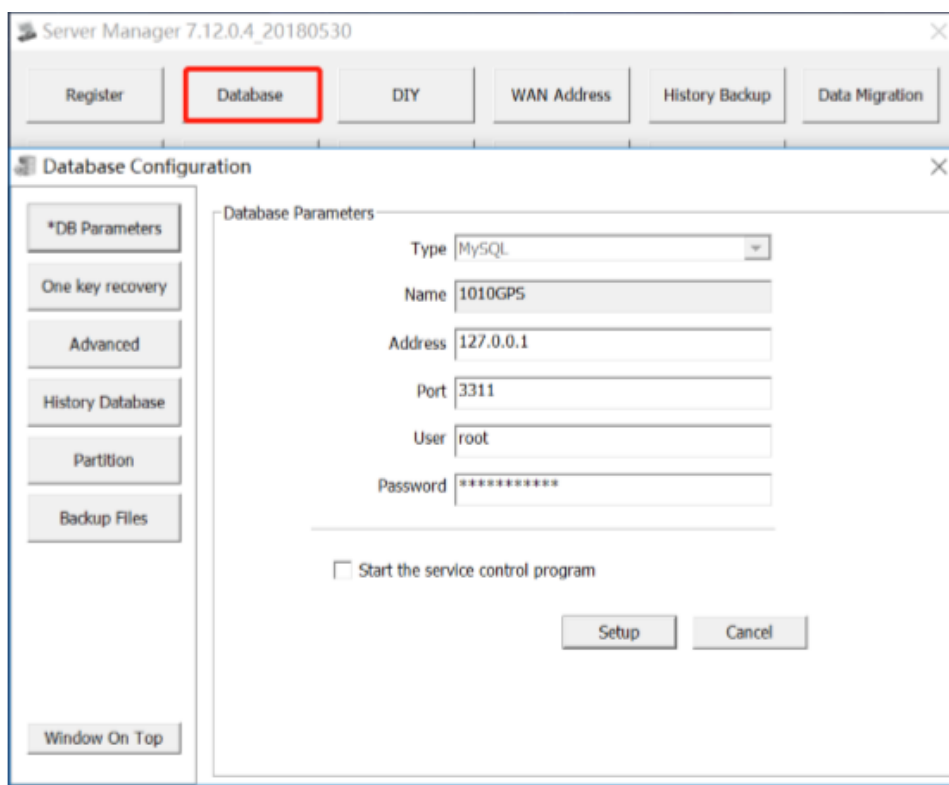 Server Manager 7.12.0.4_20180530
Register Database DIY WAN Address History Backup Data Migration
Database Configuration
*DB Parameters
One key recovery
Advanced
History Database
Partition
Backup Files
Window On Top
Database Parameters
Type MySQL
Name 1010GPS
Address 127.0.0.1
Port 3311
User root
Password ***********
Start the service control program
Setup Cancel